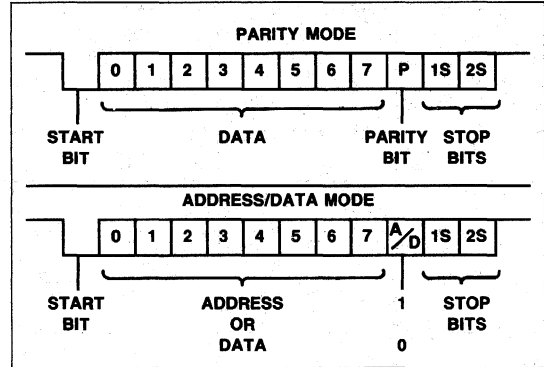 PARITY MODE
0 1 2 3 4 5 6 7 P 1S 2S
START BIT DATA PARITY BIT STOP BITS
ADDRESS/DATA MODE
0 1 2 3 4 5 6 7 A/D 1S 2S
START BIT ADDRESS OR DATA 1 0 STOP BITS